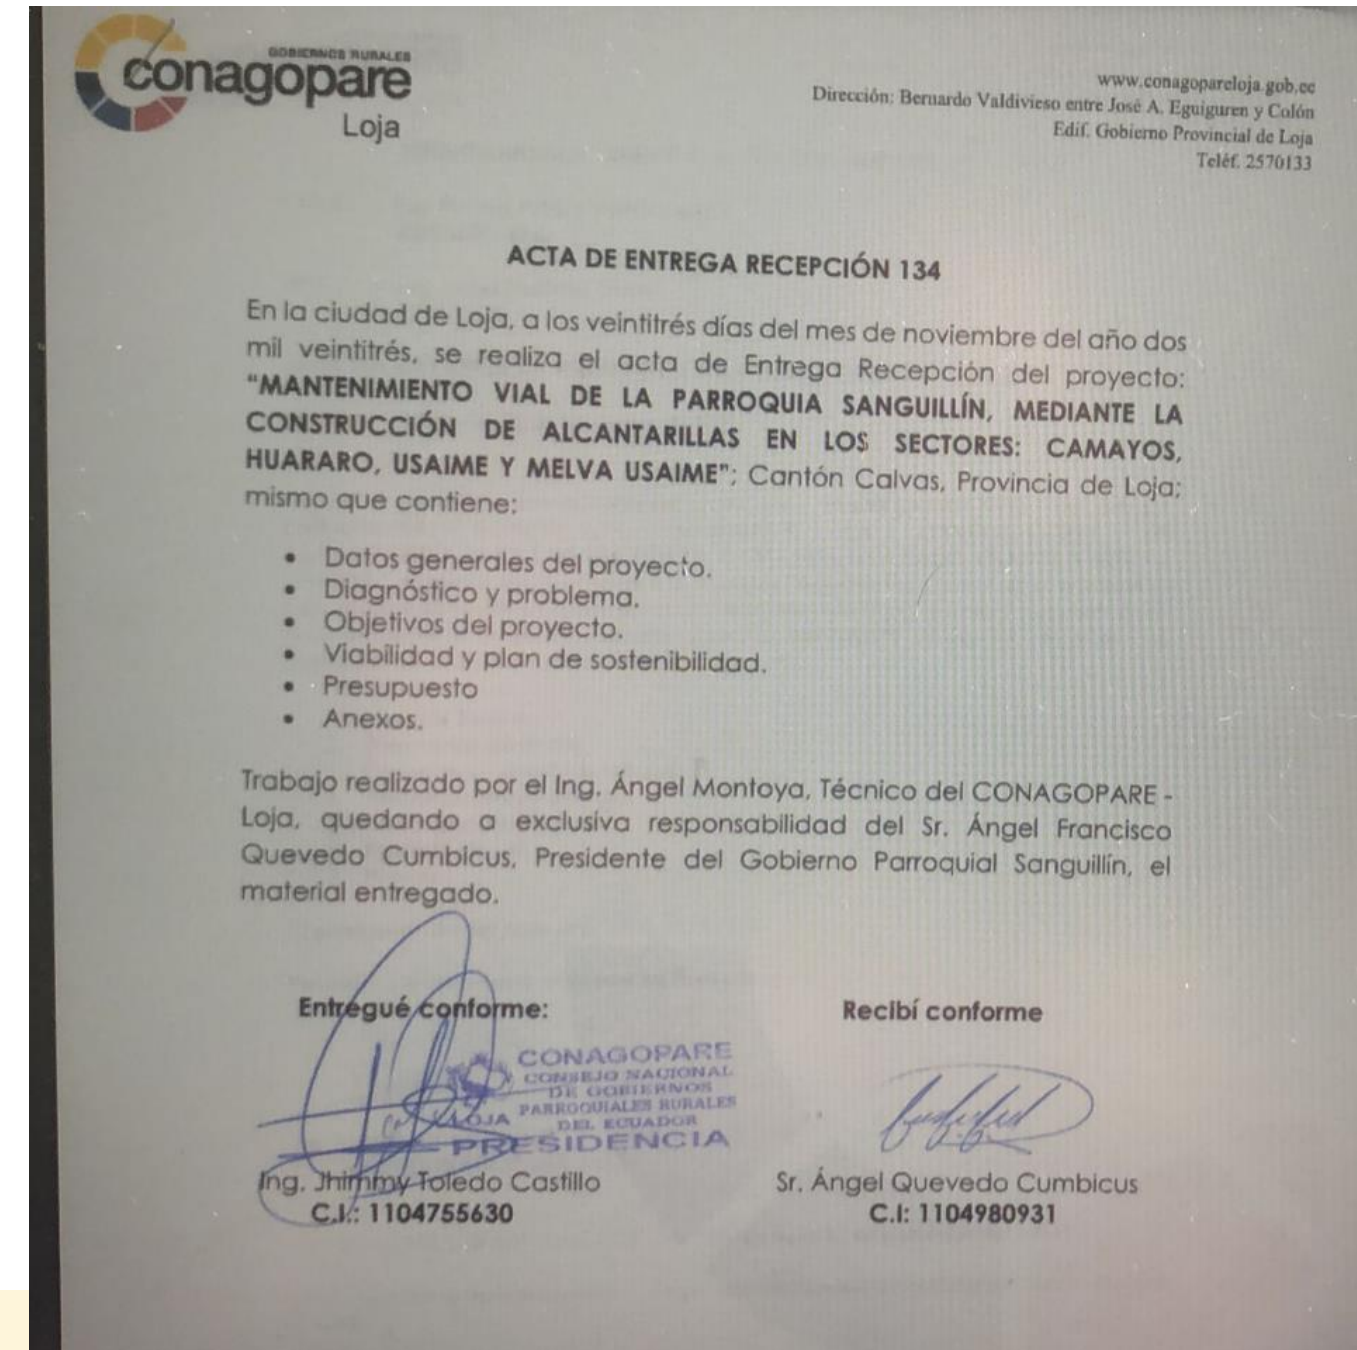 GOBIERNOS RURALES
conagopare
Loja
www.conagopareloja.gob.ec
Dirección: Bernardo Valdivieso entre José A. Eguiguren y Colón
Edif. Gobierno Provincial de Loja
Teléf. 2570133
ACTA DE ENTREGA RECEPCIÓN 134
En la ciudad de Loja, a los veintitrés días del mes de noviembre del año dos
mil veintitrés, se realiza el acta de Entrega Recepción del proyecto:
“MANTENIMIENTO VIAL DE LA PARROQUIA SANGUILLÍN, MEDIANTE LA
CONSTRUCCIÓN DE ALCANTARILLAS EN LOS SECTORES: CAMAYOS,
HUARARO, USAIME Y MELVA USAIME”; Cantón Calvas, Provincia de Loja;
mismo que contiene:
• Datos generales del proyecto.
• Diagnóstico y problema.
• Objetivos del proyecto.
• Viabilidad y plan de sostenibilidad.
• Presupuesto
• Anexos.
Trabajo realizado por el Ing. Ángel Montoya, Técnico del CONAGOPARE -
Loja, quedando a exclusiva responsabilidad del Sr. Ángel Francisco
Quevedo Cumbicus, Presidente del Gobierno Parroquial Sanguillín, el
material entregado.
Entregué conforme:
CONAGOPARE
CONSEJO NACIONAL
DE GOBIERNOS
PARROQUIALES RURALES
DEL ECUADOR
LOJA
PRESIDENCIA
Ing. Jhimmy Toledo Castillo
C.I.: 1104755630
Recibí conforme
Sr. Ángel Quevedo Cumbicus
C.I: 1104980931